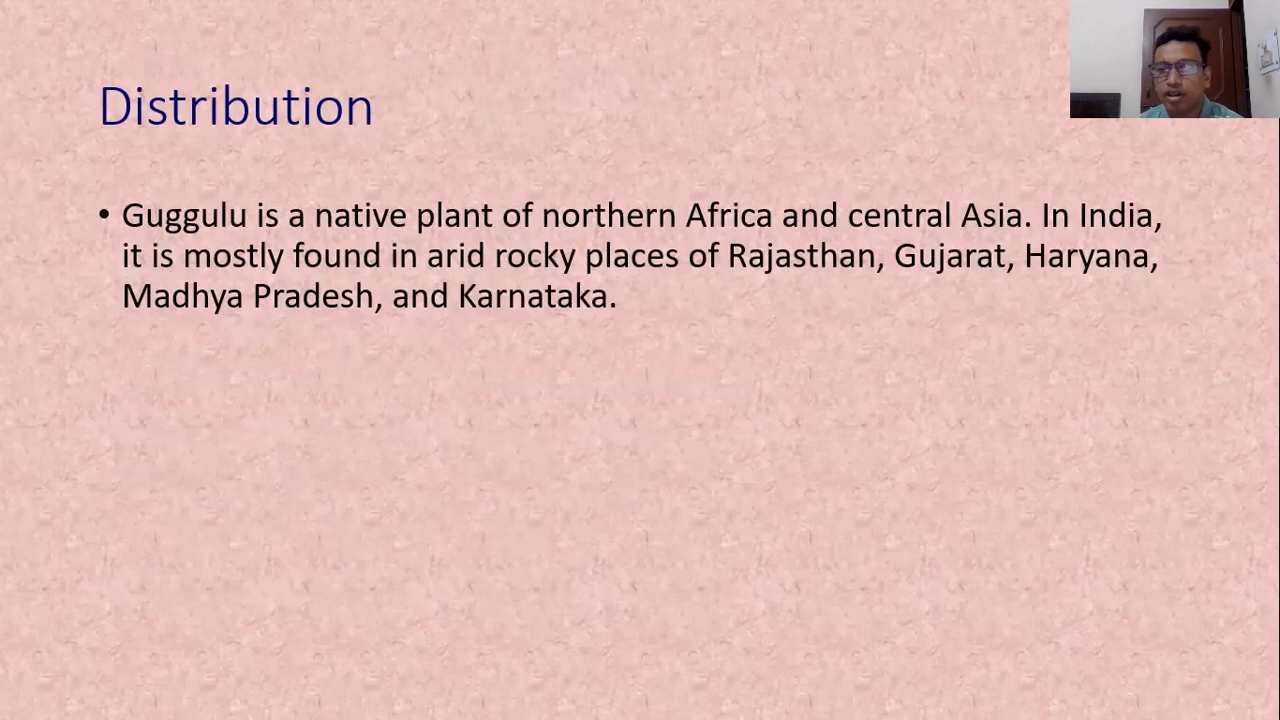 Distribution
• Guggulu is a native plant of northern Africa and central Asia. In India,
it is mostly found in arid rocky places of Rajasthan, Gujarat, Haryana,
Madhya Pradesh, and Karnataka.